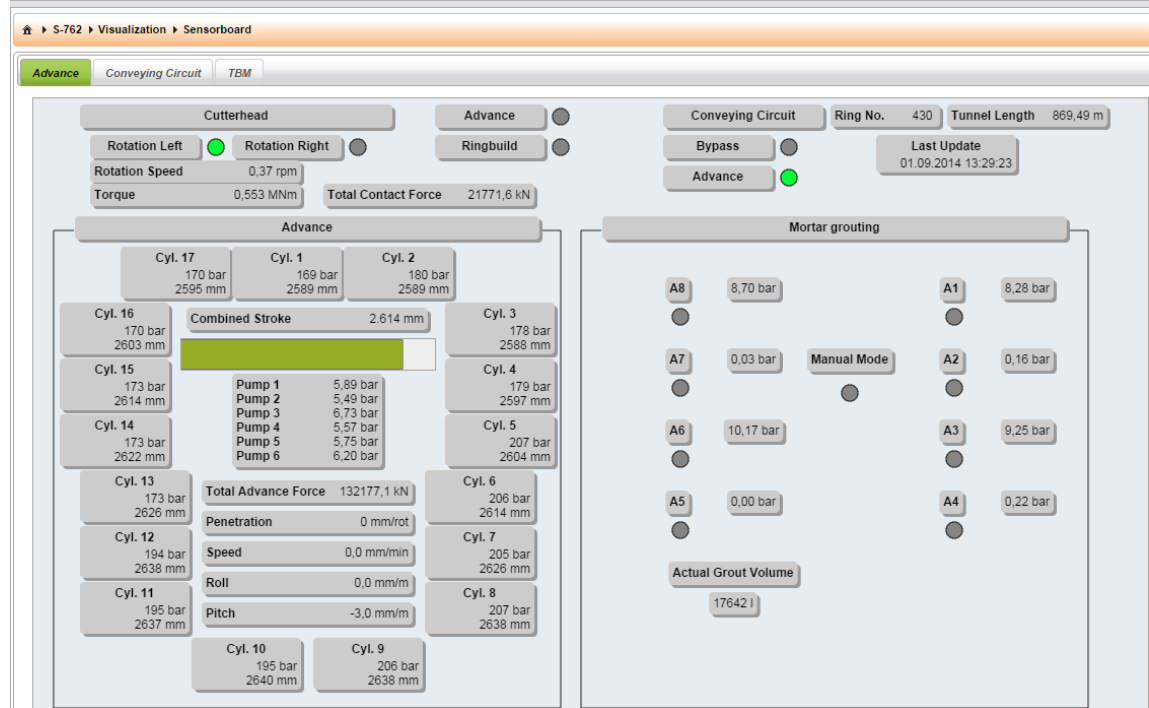 S-762 Visualization Sensorboard
Advance Conveying Circuit TBM
Cutterhead
Advance
Rotation Left
Rotation Right
Ringbuild
Rotation Speed 0,37 rpm
Torque 0,553 MNm
Total Contact Force 21771,6 kN
Conveying Circuit
Ring No. 430
Tunnel Length 869,49 m
Bypass
Last Update
01.09.2014 13:29:23
Advance
Advance
Cyl. 17
170 bar
2595 mm
Cyl. 1
169 bar
2589 mm
Cyl. 2
180 bar
2589 mm
Cyl. 16
170 bar
2603 mm
Combined Stroke 2.614 mm
Cyl. 3
178 bar
2588 mm
Cyl. 15
173 bar
2614 mm
Cyl. 4
179 bar
2597 mm
Pump 1 5,89 bar
Pump 2 5,49 bar
Pump 3 6,73 bar
Pump 4 5,57 bar
Pump 5 5,75 bar
Pump 6 6,20 bar
Cyl. 14
173 bar
2622 mm
Cyl. 5
207 bar
2604 mm
Cyl. 13
173 bar
2626 mm
Total Advance Force 132177,1 kN
Cyl. 6
206 bar
2614 mm
Penetration 0 mm/rot
Cyl. 12
194 bar
2638 mm
Speed 0,0 mm/min
Cyl. 7
205 bar
2626 mm
Roll 0,0 mm/m
Cyl. 11
195 bar
2637 mm
Pitch -3,0 mm/m
Cyl. 8
207 bar
2638 mm
Cyl. 10
195 bar
2640 mm
Cyl. 9
206 bar
2638 mm
Mortar grouting
A8 8,70 bar
A1 8,28 bar
A7 0,03 bar
Manual Mode
A2 0,16 bar
A6 10,17 bar
A3 9,25 bar
A5 0,00 bar
A4 0,22 bar
Actual Grout Volume
17642 l